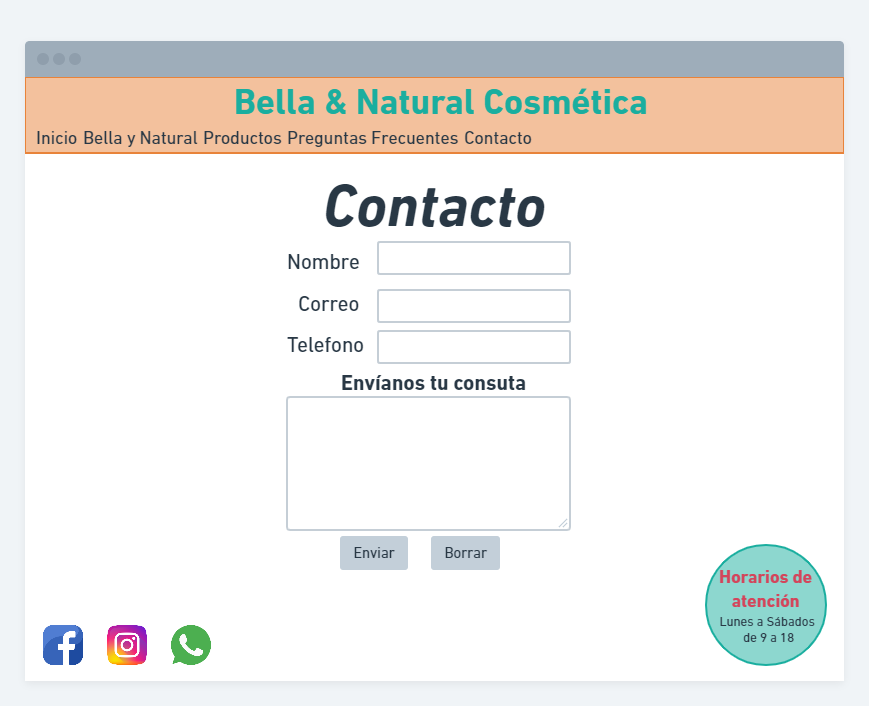 Bella & Natural Cosmética
Inicio Bella y Natural Productos Preguntas Frecuentes Contacto
Contacto
Nombre
Correo
Telefono
Envíanos tu consuta
Enviar Borrar
Horarios de
atención
Lunes a Sábados
de 9 a 18